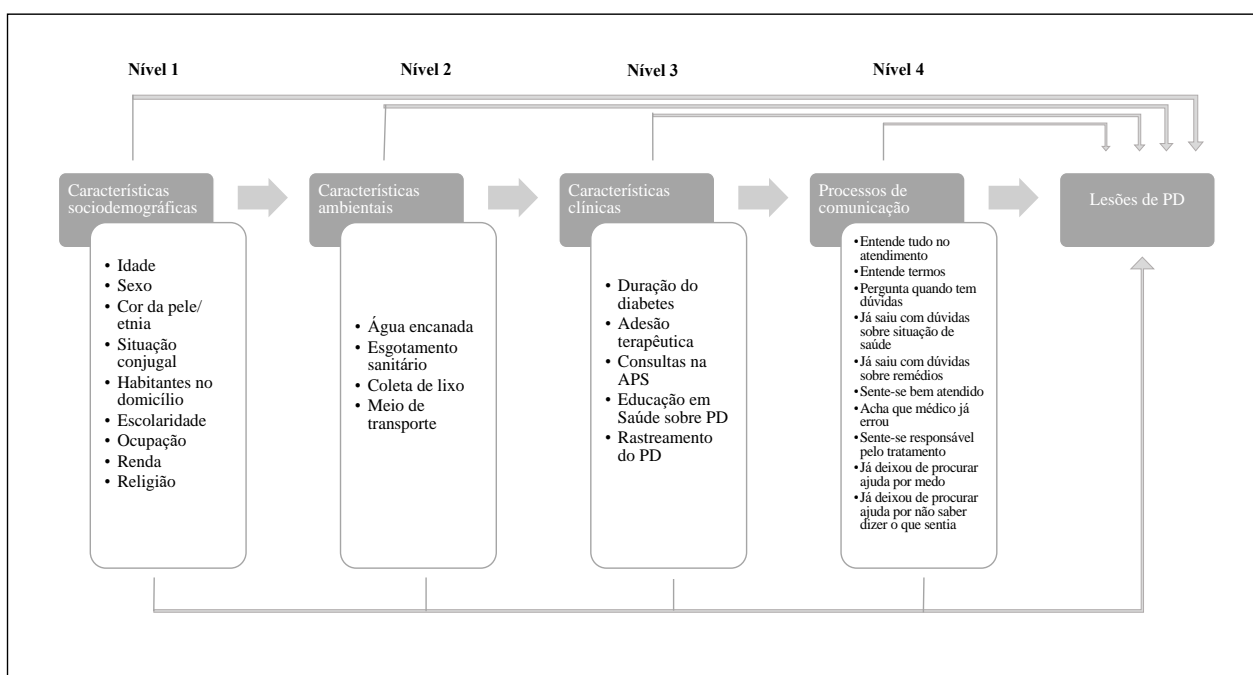 Nível 1
Nível 2
Nível 3
Nível 4
Características
sociodemográficas
• Idade
• Sexo
• Cor da pele/
etnia
• Situação
conjugal
• Habitantes no
domicílio
• Escolaridade
• Ocupação
• Renda
• Religião
Características
ambientais
• Água encanada
• Esgotamento
sanitário
• Coleta de lixo
• Meio de
transporte
Características
clínicas
• Duração do
diabetes
• Adesão
terapêutica
• Consultas na
APS
• Educação em
Saúde sobre PD
• Rastreamento
do PD
Processos de
comunicação
•Entende tudo no
atendimento
•Entende termos
•Pergunta quando tem
dúvidas
•Já saiu com dúvidas
sobre situação de
saúde
•Já saiu com dúvidas
sobre remédios
•Sente-se bem atendido
•Acha que médico já
errou
•Sente-se responsável
pelo tratamento
•Já deixou de procurar
ajuda por medo
•Já deixou de procurar
ajuda por não saber
dizer o que sentia
Lesões de PD